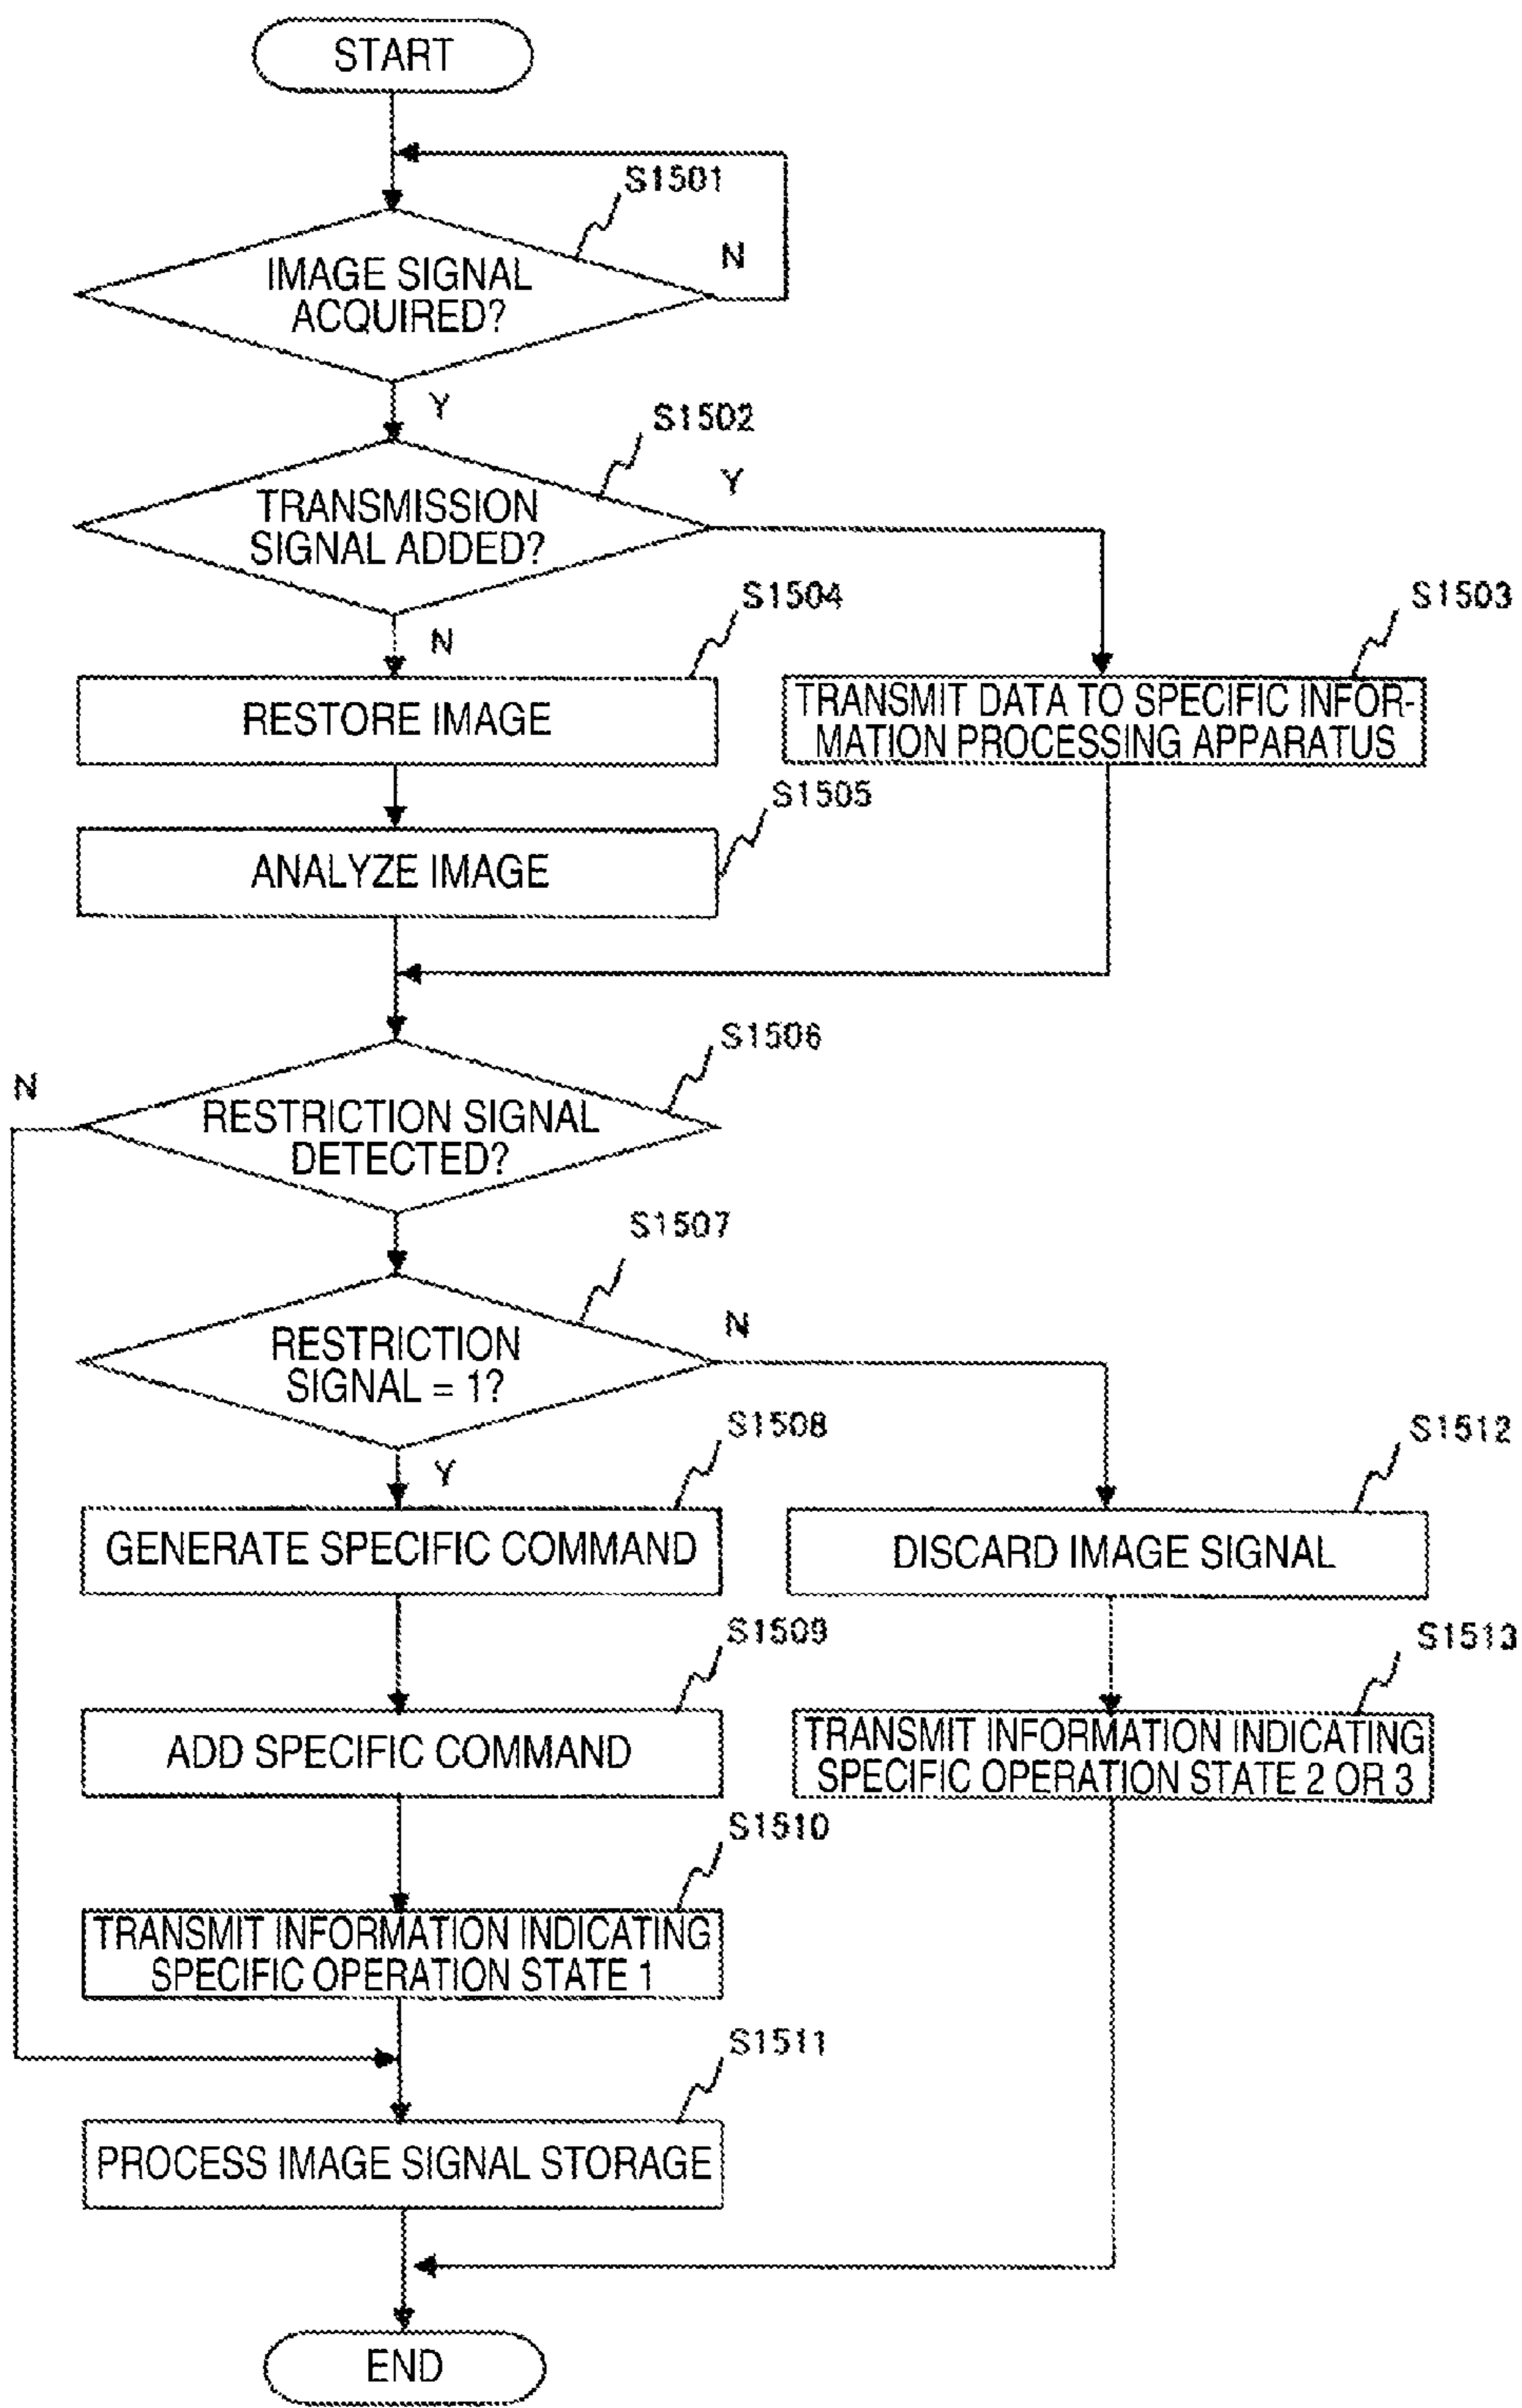 START
S1501
N
IMAGE SIGNAL
ACQUIRED?
Y
S1502
Y
TRANSMISSION
SIGNAL ADDED?
N
S1504
S1503
RESTORE IMAGE
TRANSMIT DATA TO SPECIFIC INFOR-
MATION PROCESSING APPARATUS
S1505
ANALYZE IMAGE
S1506
N
RESTRICTION SIGNAL
DETECTED?
S1507
N
RESTRICTION
SIGNAL = 1?
Y
S1508
S1512
GENERATE SPECIFIC COMMAND
DISCARD IMAGE SIGNAL
S1509
S1513
ADD SPECIFIC COMMAND
TRANSMIT INFORMATION INDICATING
SPECIFIC OPERATION STATE 2 OR 3
S1510
TRANSMIT INFORMATION INDICATING
SPECIFIC OPERATION STATE 1
S1511
PROCESS IMAGE SIGNAL STORAGE
END